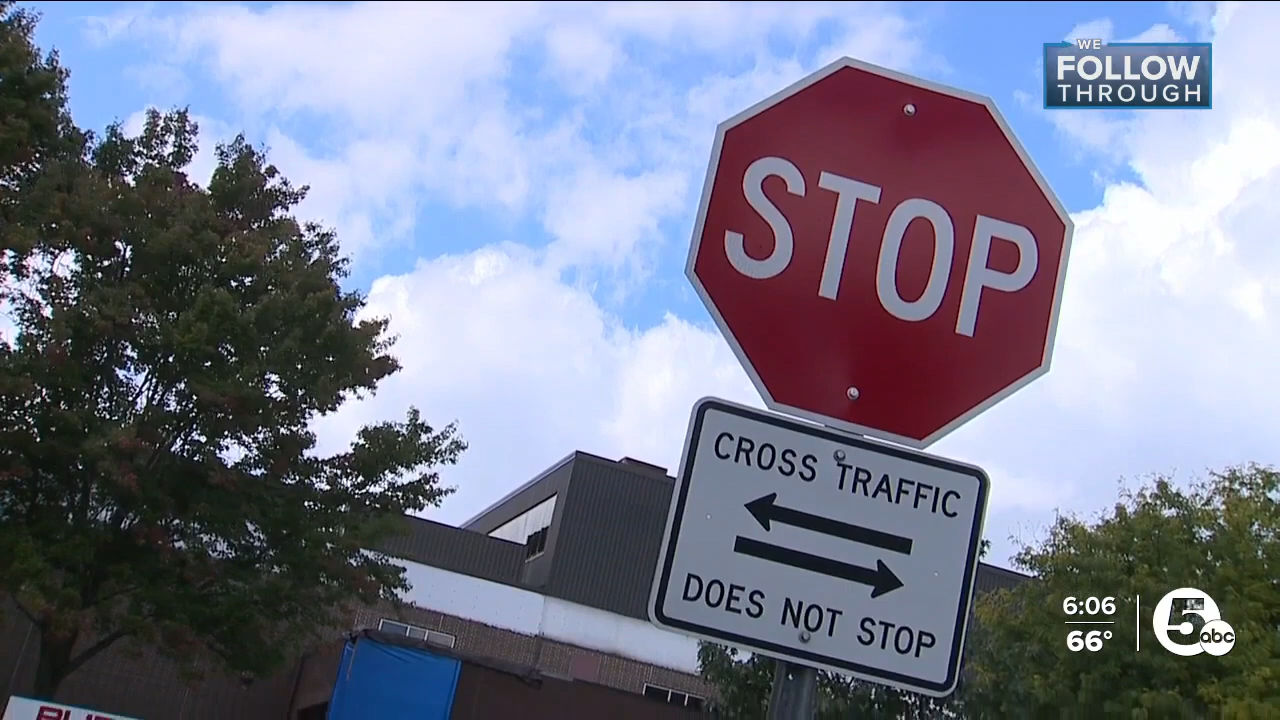 WE
FOLLOW
THROUGH
STOP
CROSS TRAFFIC
DOES NOT STOP
6:06
66°
5
abc